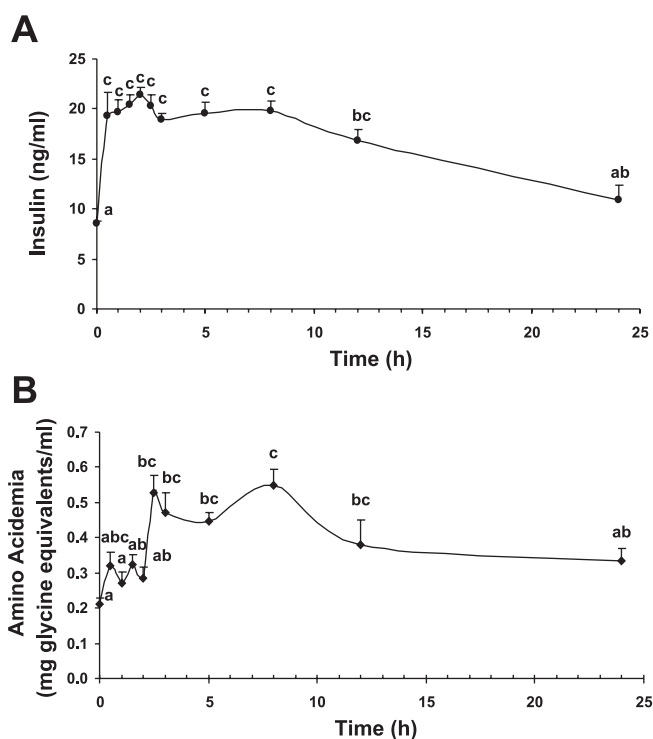 A
Insulin (ng/ml)
25
20
15
10
5
0
a
c
c
c
c
c
c
c
c
bc
ab
0
5
10
15
20
25
Time (h)
B
Amino Acidemia
(mg glycine equivalents/ml)
0.7
0.6
0.5
0.4
0.3
0.2
0.1
0.0
a
abc
a
ab
ab
bc
bc
bc
c
bc
ab
0
5
10
15
20
25
Time (h)